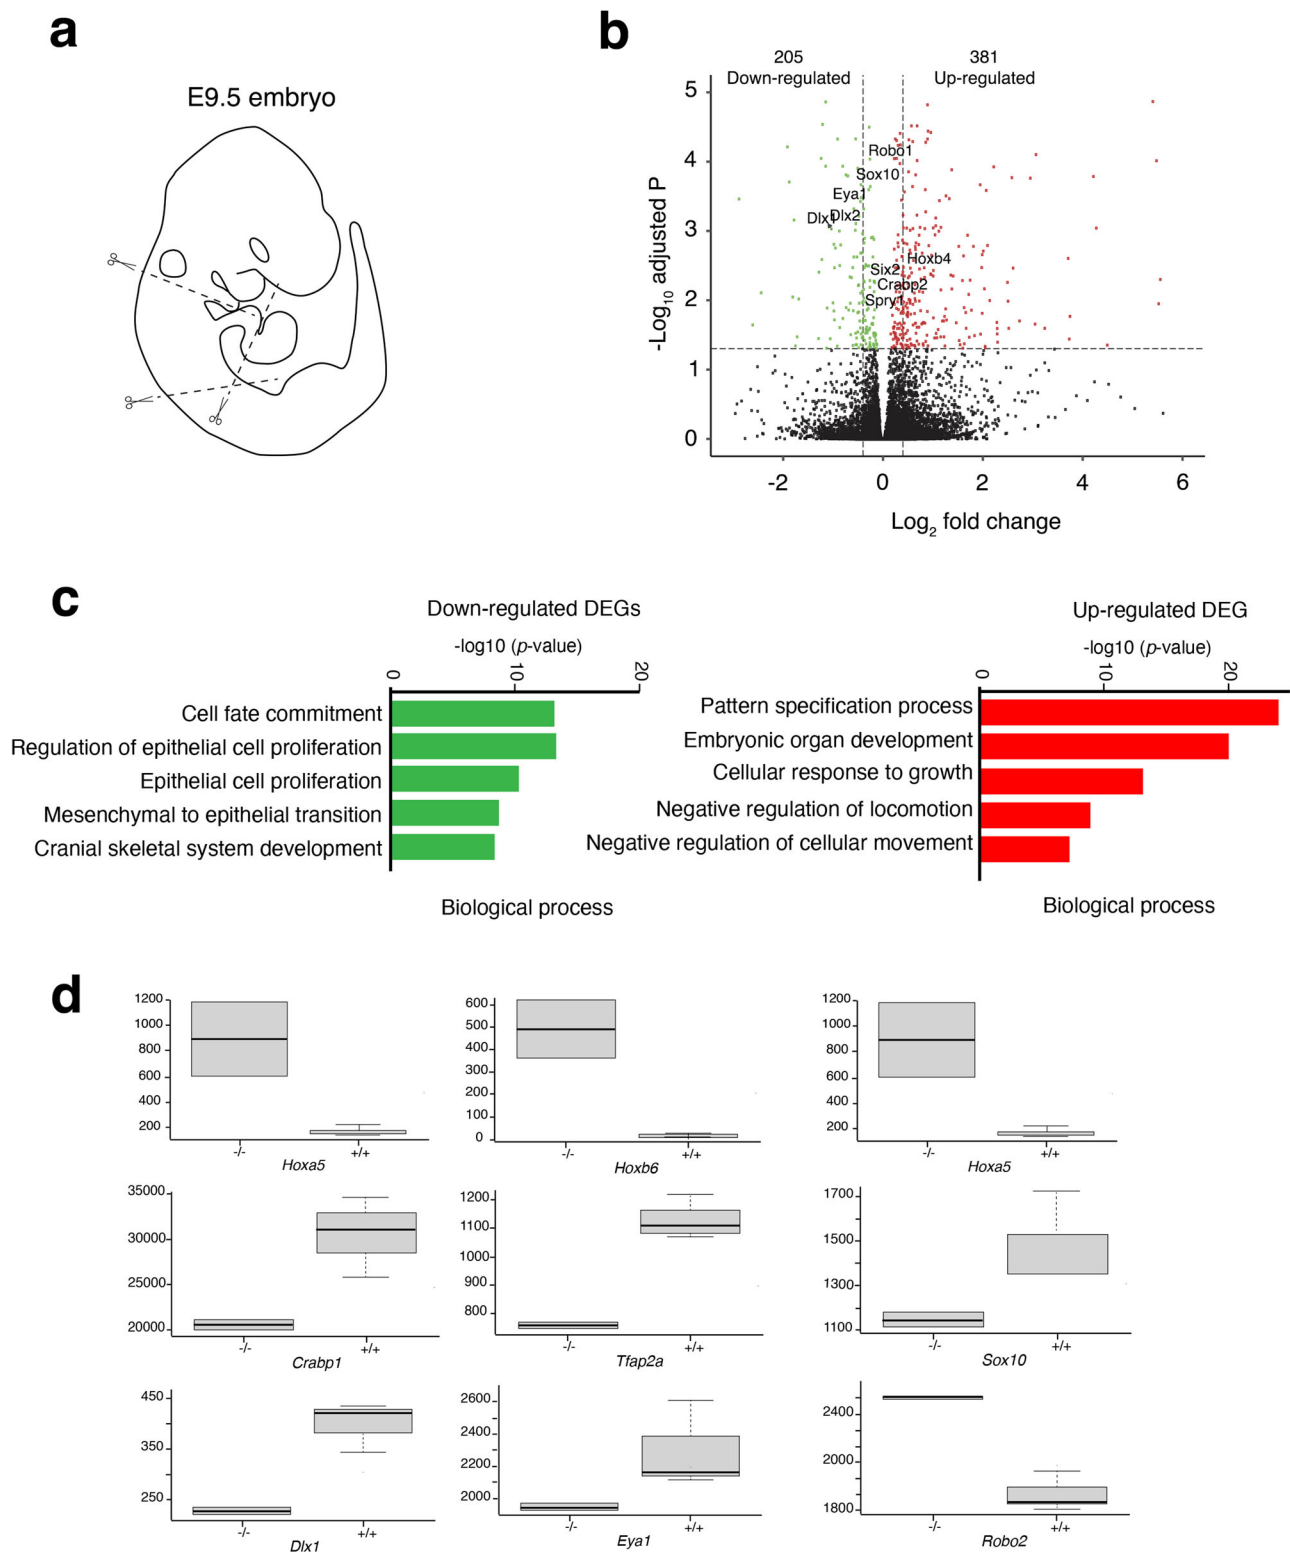 a
E9.5 embryo
b
205
Down-regulated
381
Up-regulated
5
4
3
2
1
0
-Log10 adjusted P
Robo1
Sox10
Eya1
Dlx1
Dlx2
Hoxb4
Six2
Crabp2
Spry1
-2
0
2
4
6
Log2 fold change
c
Down-regulated DEGs
-log10 (p-value)
0
10
20
Cell fate commitment
Regulation of epithelial cell proliferation
Epithelial cell proliferation
Mesenchymal to epithelial transition
Cranial skeletal system development
Biological process
Up-regulated DEG
-log10 (p-value)
0
10
20
Pattern specification process
Embryonic organ development
Cellular response to growth
Negative regulation of locomotion
Negative regulation of cellular movement
Biological process
d
1200
1000
800
600
400
200
-/-
+/+
Hoxa5
600
500
400
300
200
100
0
-/-
+/+
Hoxb6
1200
1000
800
600
400
200
-/-
+/+
Hoxa5
35000
30000
25000
20000
-/-
+/+
Crabp1
1200
1100
1000
900
800
-/-
+/+
Tfap2a
1700
1500
1300
1100
-/-
+/+
Sox10
450
350
250
-/-
+/+
Dlx1
2600
2400
2200
2000
-/-
+/+
Eya1
2400
2000
1800
-/-
+/+
Robo2